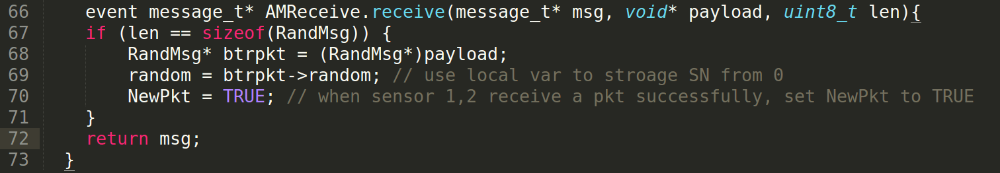 66 event message_t* AMReceive.receive(message_t* msg, void* payload, uint8_t len){
67 if (len == sizeof(RandMsg)) {
68 RandMsg* btrpkt = (RandMsg*)payload;
69 random = btrpkt->random; // use local var to stroage SN from 0
70 NewPkt = TRUE; // when sensor 1,2 receive a pkt successfully, set NewPkt to TRUE
71 }
72 return msg;
73 }